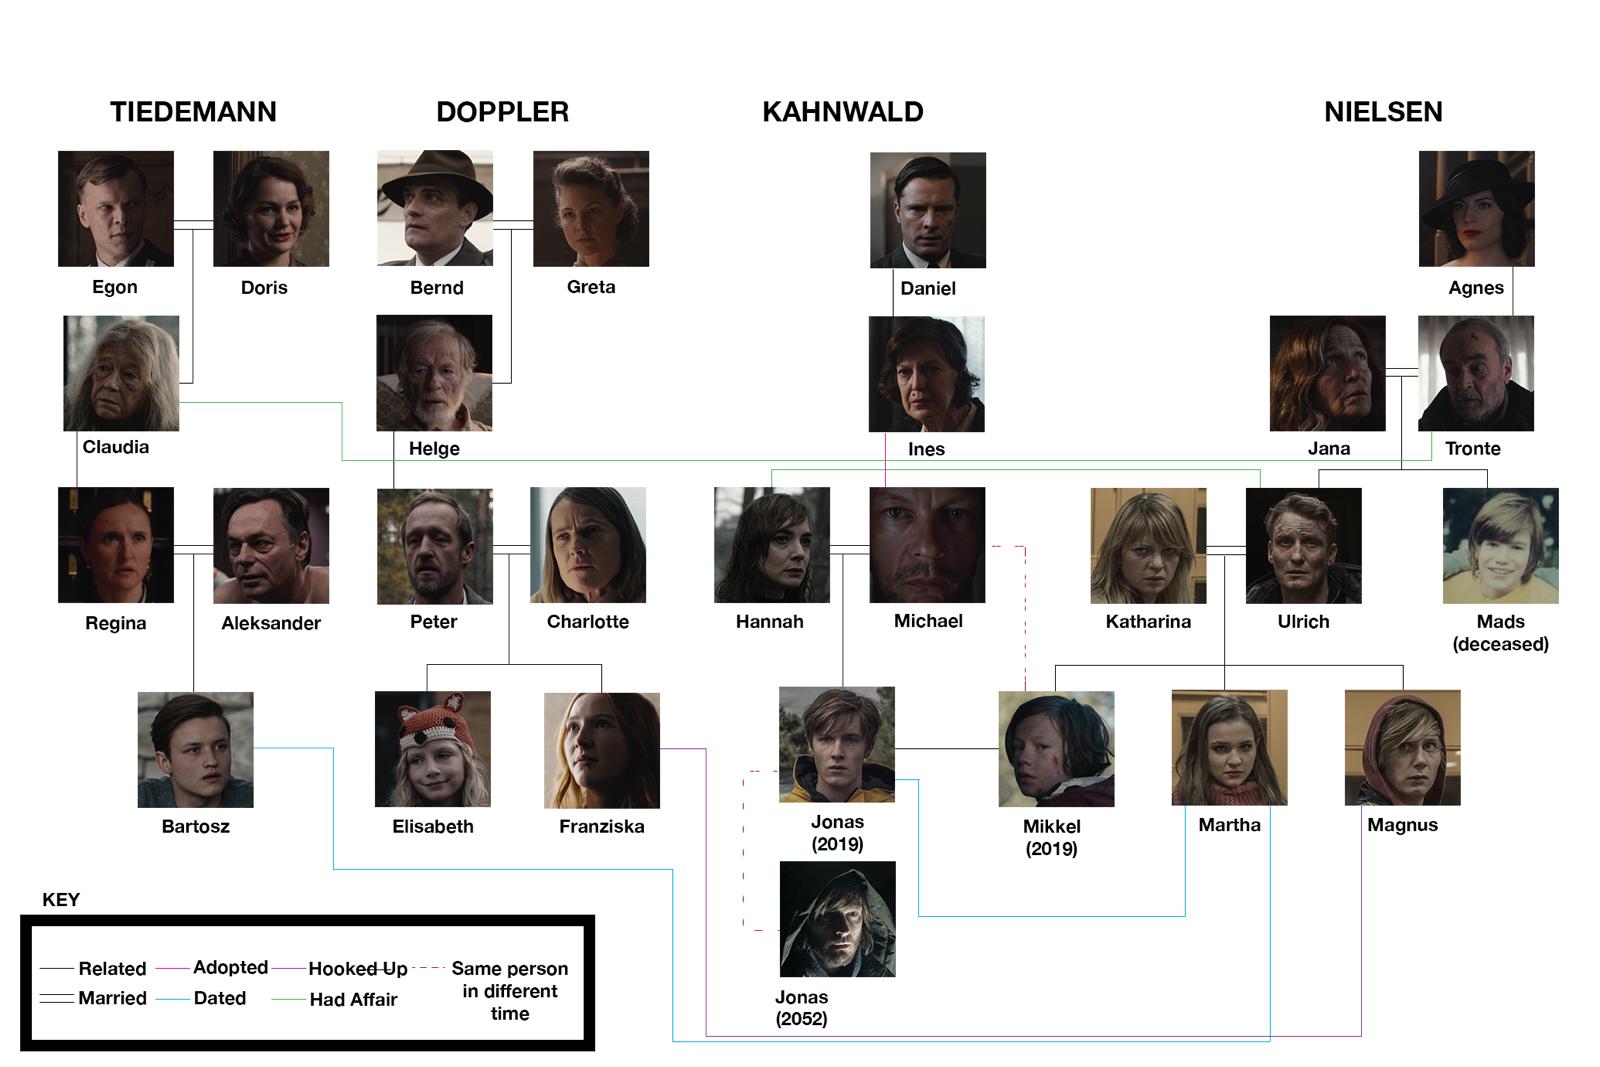 TIEDEMANN DOPPLER KAHNWALD NIELSEN
Egon Doris Bernd Greta Daniel Agnes
Claudia Helge Ines Jana Tronte
Regina Aleksander Peter Charlotte Hannah Michael Katharina Ulrich Mads
(deceased)
Bartosz Elisabeth Franziska Jonas Mikkel Martha Magnus
(2019) (2019)
KEY
Related Adopted Hooked Up Same person
in different
Married Dated Had Affair
time
Jonas
(2052)